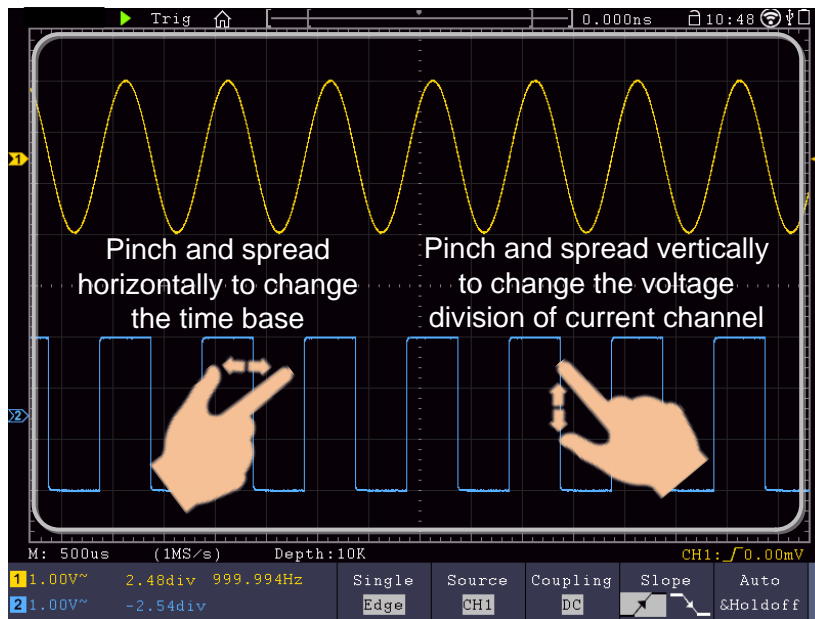 Trig 0.000ns 10:48
1
Pinch and spread
horizontally to change
the time base
Pinch and spread vertically
to change the voltage
division of current channel
2
M: 500us (1MS/s) Depth:10K CH1: 0.00mV
1 1.00V~ 2.48div 999.994Hz Single Source Coupling Slope Auto
2 1.00V~ -2.54div Edge CH1 DC &Holdoff